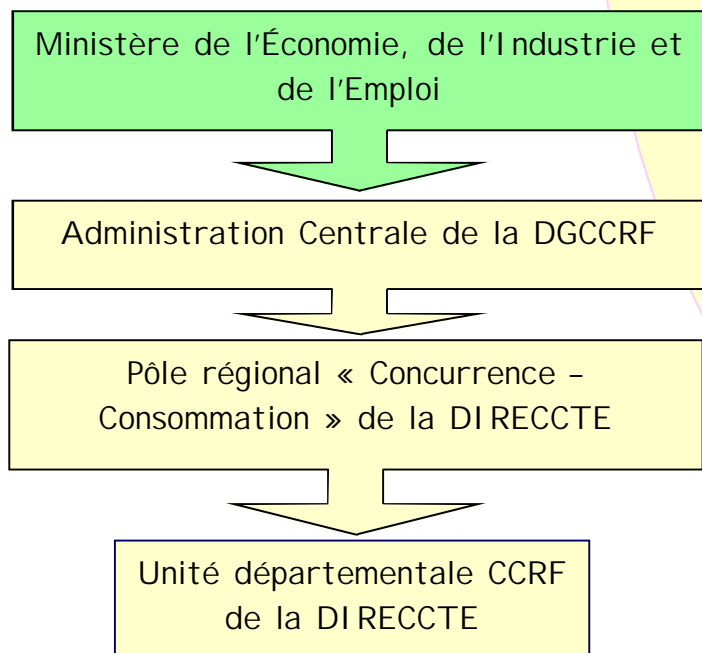 Ministère de l'Économie, de l'Industrie et
de l'Emploi
Administration Centrale de la DGCCRF
Pôle régional « Concurrence –
Consommation » de la DIRECCTE
Unité départementale CCRF
de la DIRECCTE